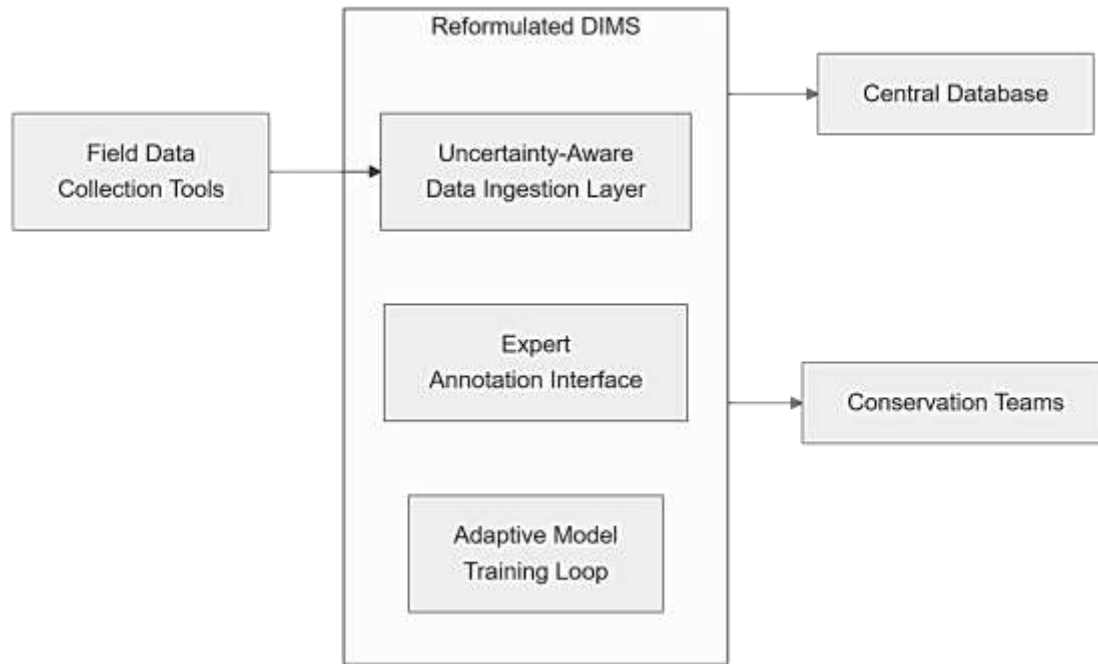 Reformulated DIMS
Field Data
Collection Tools
Uncertainty-Aware
Data Ingestion Layer
Expert
Annotation Interface
Adaptive Model
Training Loop
Central Database
Conservation Teams